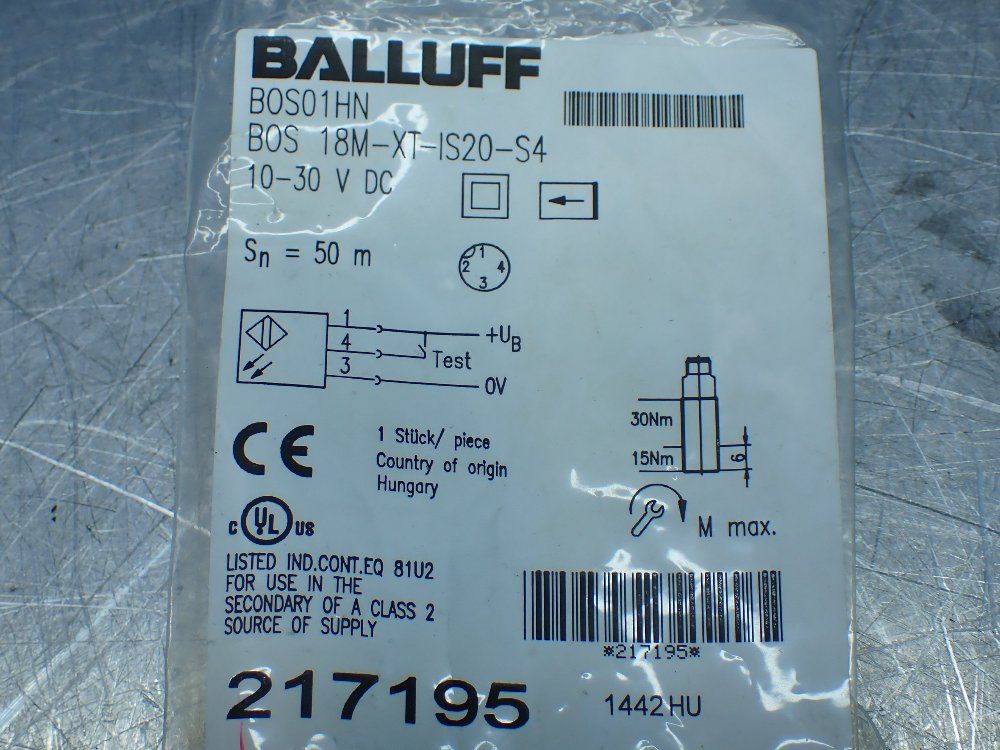 BALLUFF
BOS01HN
BOS 18M-XT-IS20-S4
10-30 V DC
Sn = 50 m
1
2 4
3
1 +UB
4 Test
3 0V
30Nm
15Nm 6
M max.
CE
1 Stück/ piece
Country of origin
Hungary
C UL US
LISTED IND.CONT.EQ 81U2
FOR USE IN THE
SECONDARY OF A CLASS 2
SOURCE OF SUPPLY
*217195*
217195
1442 HU